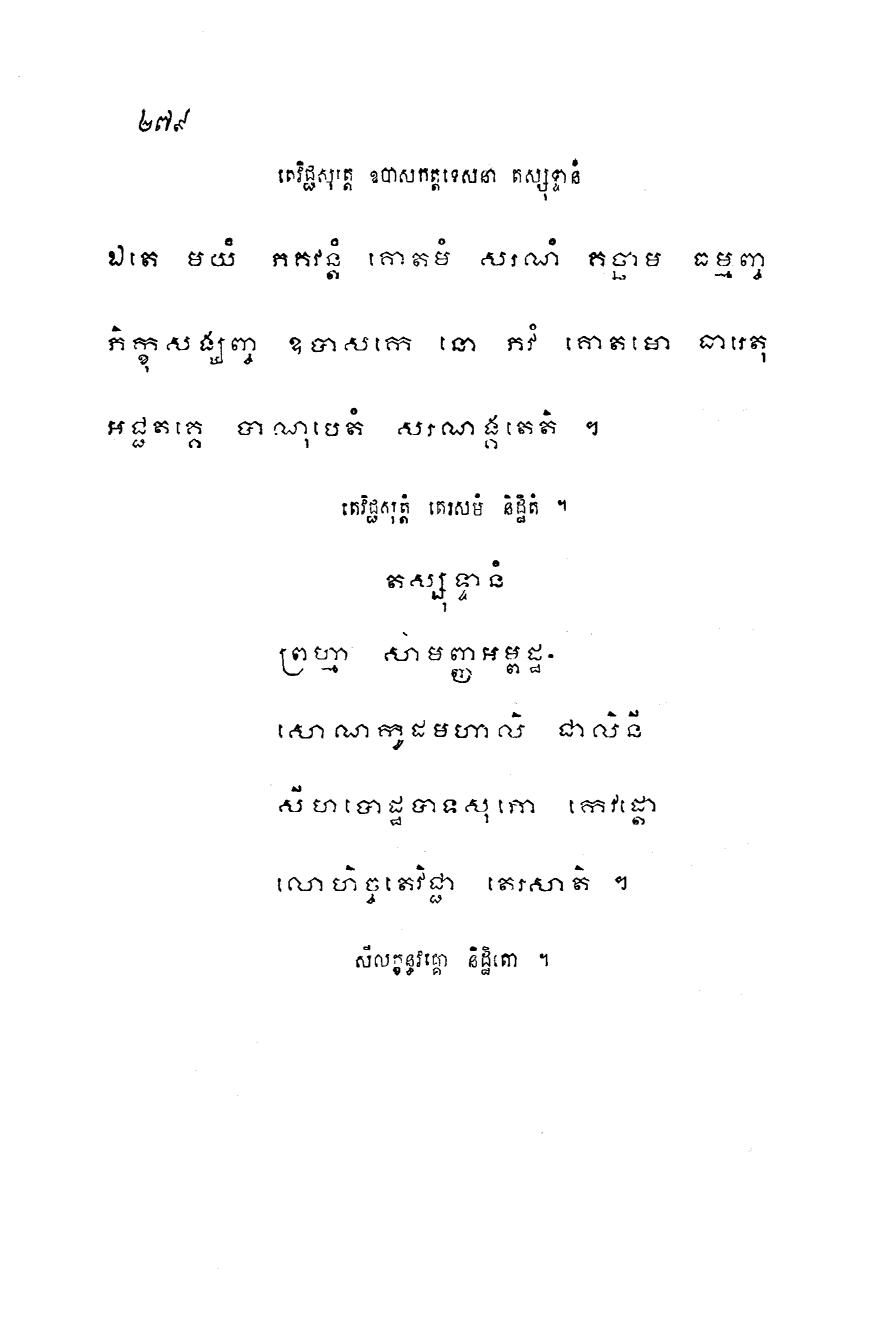 ២៧៩
តេវិជ្ជសុត្តេ ឧបាសកត្តទេសនា តស្សុទ្ទានំ
ឯតេ មយំ ភគវន្តំ គោតមំ សរណំ គច្ឆាម ធម្មញ្ច
ភិក្ខុសង្ឃញ្ច ឧបាសកេ នោ ភវំ គោតមោ ធារេតុ
អជ្ជតគ្គេ បាណុបេតំ សរណង្គតេតិ ។
តេវិជ្ជសុត្តំ តេរសមំ និដ្ឋិតំ ។
តស្សុទ្ទានំ
ព្រហ្មា សាមញ្ញអម្ពដ្ឋ-
សោណកូដមហាលិ ជាលិនី
សីហបោដ្ឋបាទសុភោ កេវដ្តោ
លោហិច្ចតេវិជ្ជា តេរសាតិ ។
សីលក្ខន្ធវគ្គោ និដ្ឋិតោ ។